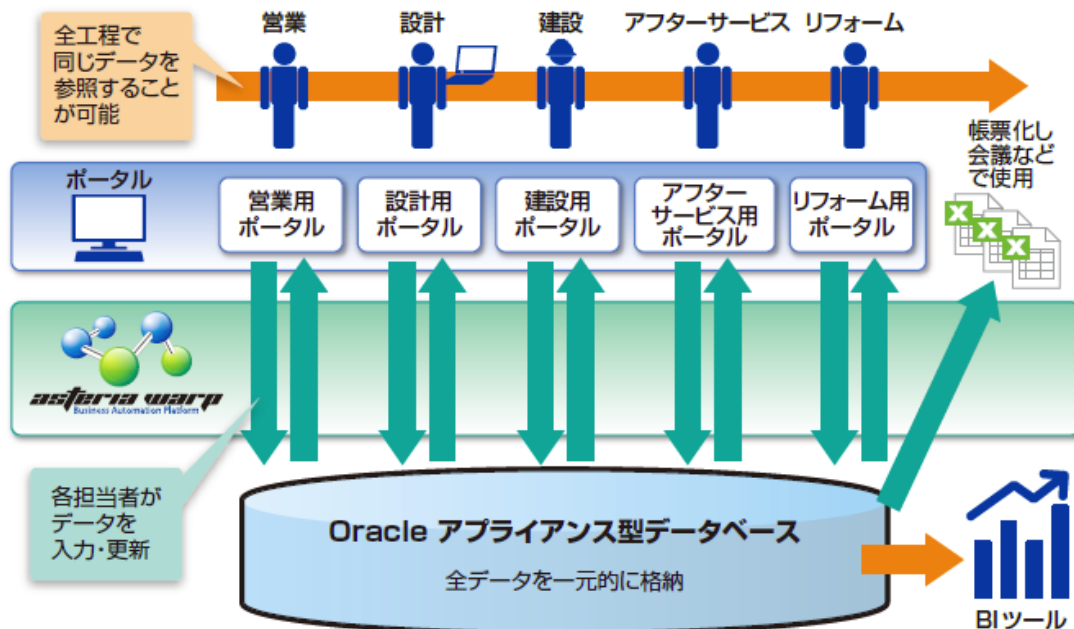 全工程で
同じデータを
参照すること
が可能
営業
設計
建設
アフターサービス
リフォーム
帳票化し
会議など
で使用
X
X
X
ポータル
営業用
ポータル
設計用
ポータル
建設用
ポータル
アフター
サービス用
ポータル
リフォーム用
ポータル
asteria warp
Business Automation Platform
各担当者が
データを
入力・更新
Oracle アプライアンス型データベース
全データを一元的に格納
BIツール